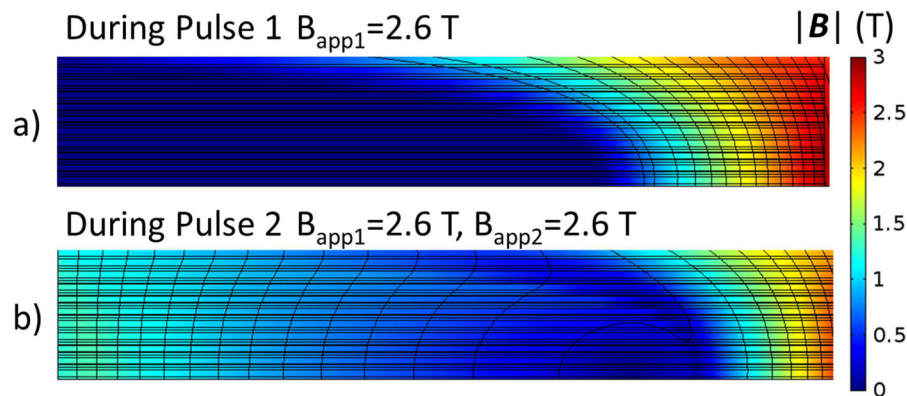 During Pulse 1 B_app1=2.6 T
|B| (T)
a)
3
2.5
2
1.5
1
0.5
0
During Pulse 2 B_app1=2.6 T, B_app2=2.6 T
b)